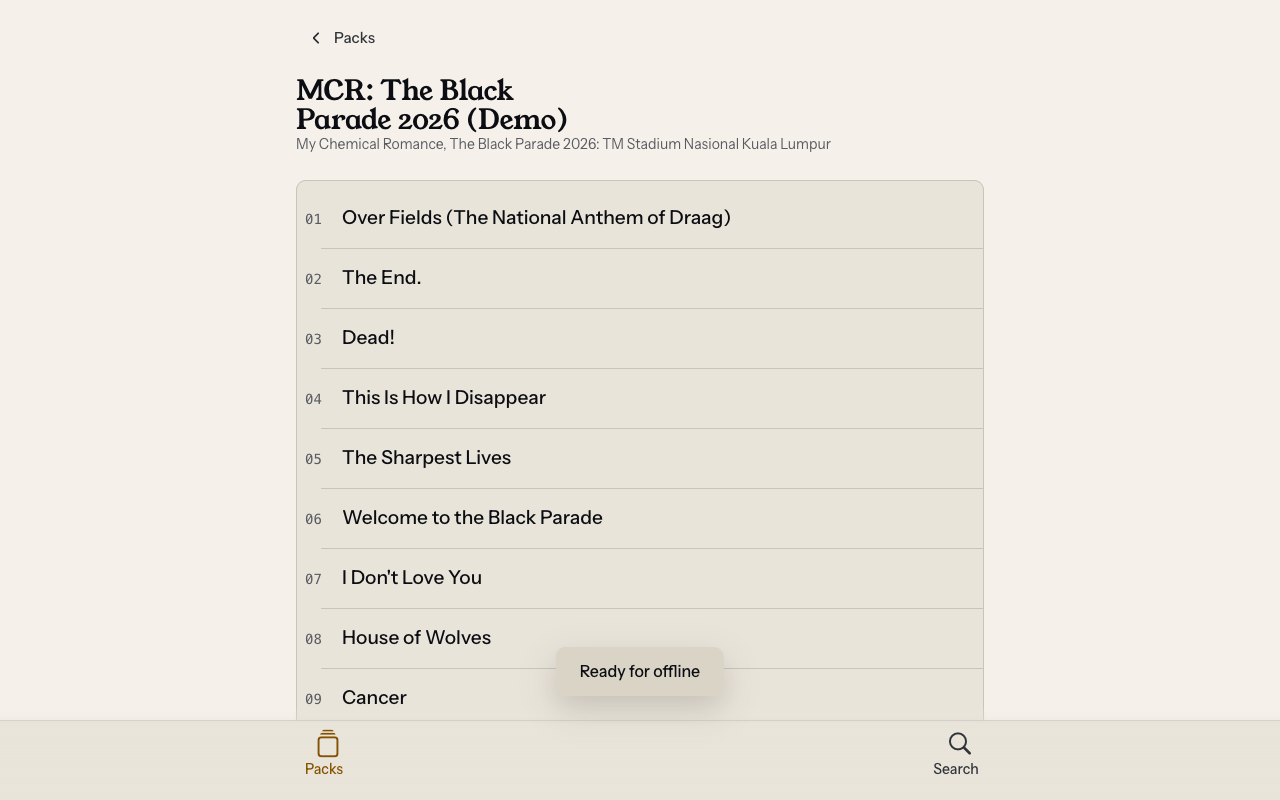 Packs
MCR: The Black
Parade 2026 (Demo)
My Chemical Romance, The Black Parade 2026: TM Stadium Nasional Kuala Lumpur
01 Over Fields (The National Anthem of Draag)
02 The End.
03 Dead!
04 This Is How I Disappear
05 The Sharpest Lives
06 Welcome to the Black Parade
07 I Don't Love You
08 House of Wolves
Ready for offline
09 Cancer
Packs
Search